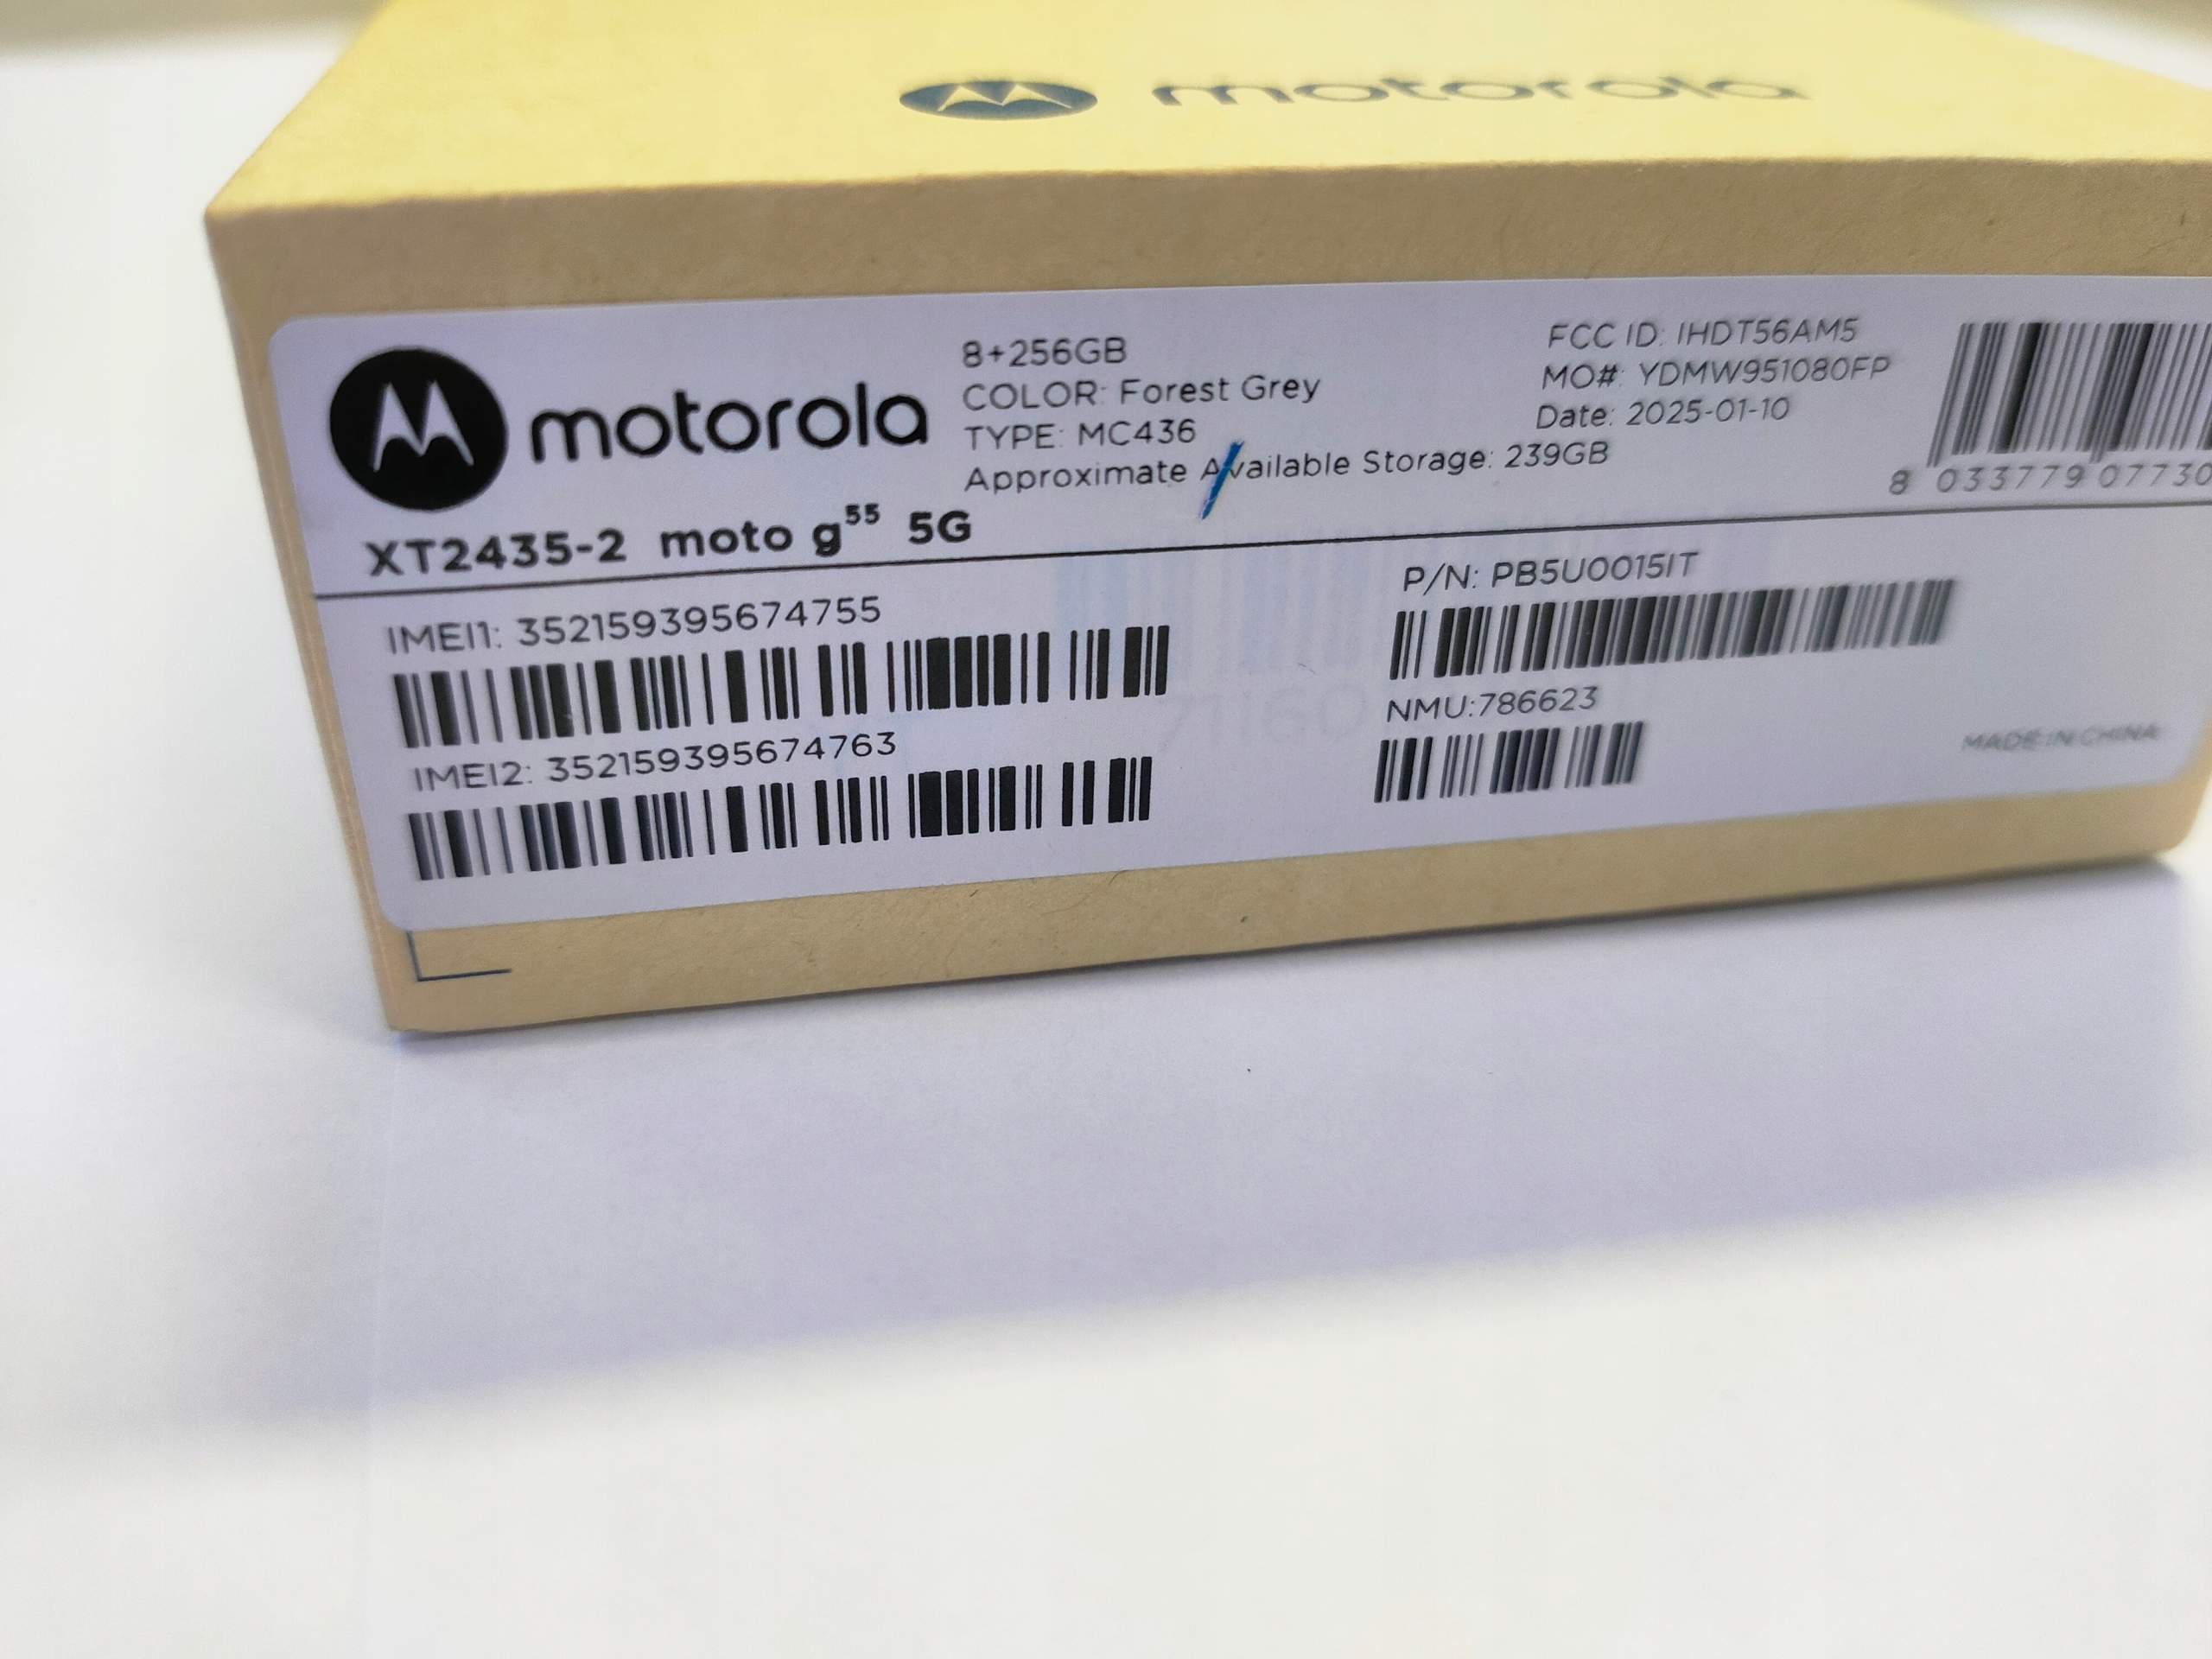 motorola
motorola
8+256GB
COLOR: Forest Grey
TYPE: MC436
Approximate Available Storage: 239GB
FCC ID: IHDT56AM5
MO#: YDMW951080FP
Date: 2025-01-10
8 033779 07730
XT2435-2 moto g55 5G
IMEI1: 352159395674755
IMEI2: 352159395674763
P/N: PB5U0015IT
NMU:786623
MADE IN CHINA
71160